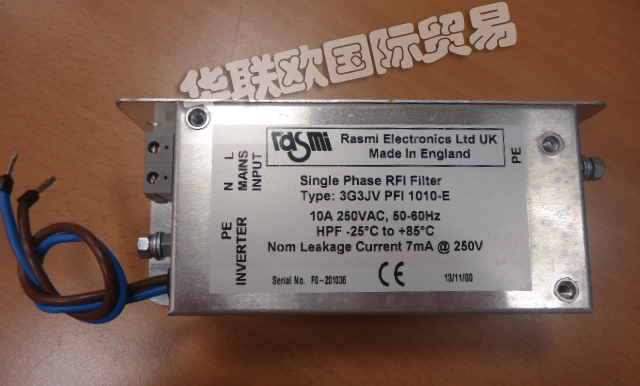 华联欧国际贸易
rasmi
Rasmi Electronics Ltd UK
Made In England
PE
L
N
MAINS
INPUT
PE
INVERTER
Single Phase RFI Filter
Type: 3G3JV PFI 1010-E
10A 250VAC, 50-60Hz
HPF -25°C to +85°C
Nom Leakage Current 7mA @ 250V
Serial No. F0-201036
CE
13/11/00